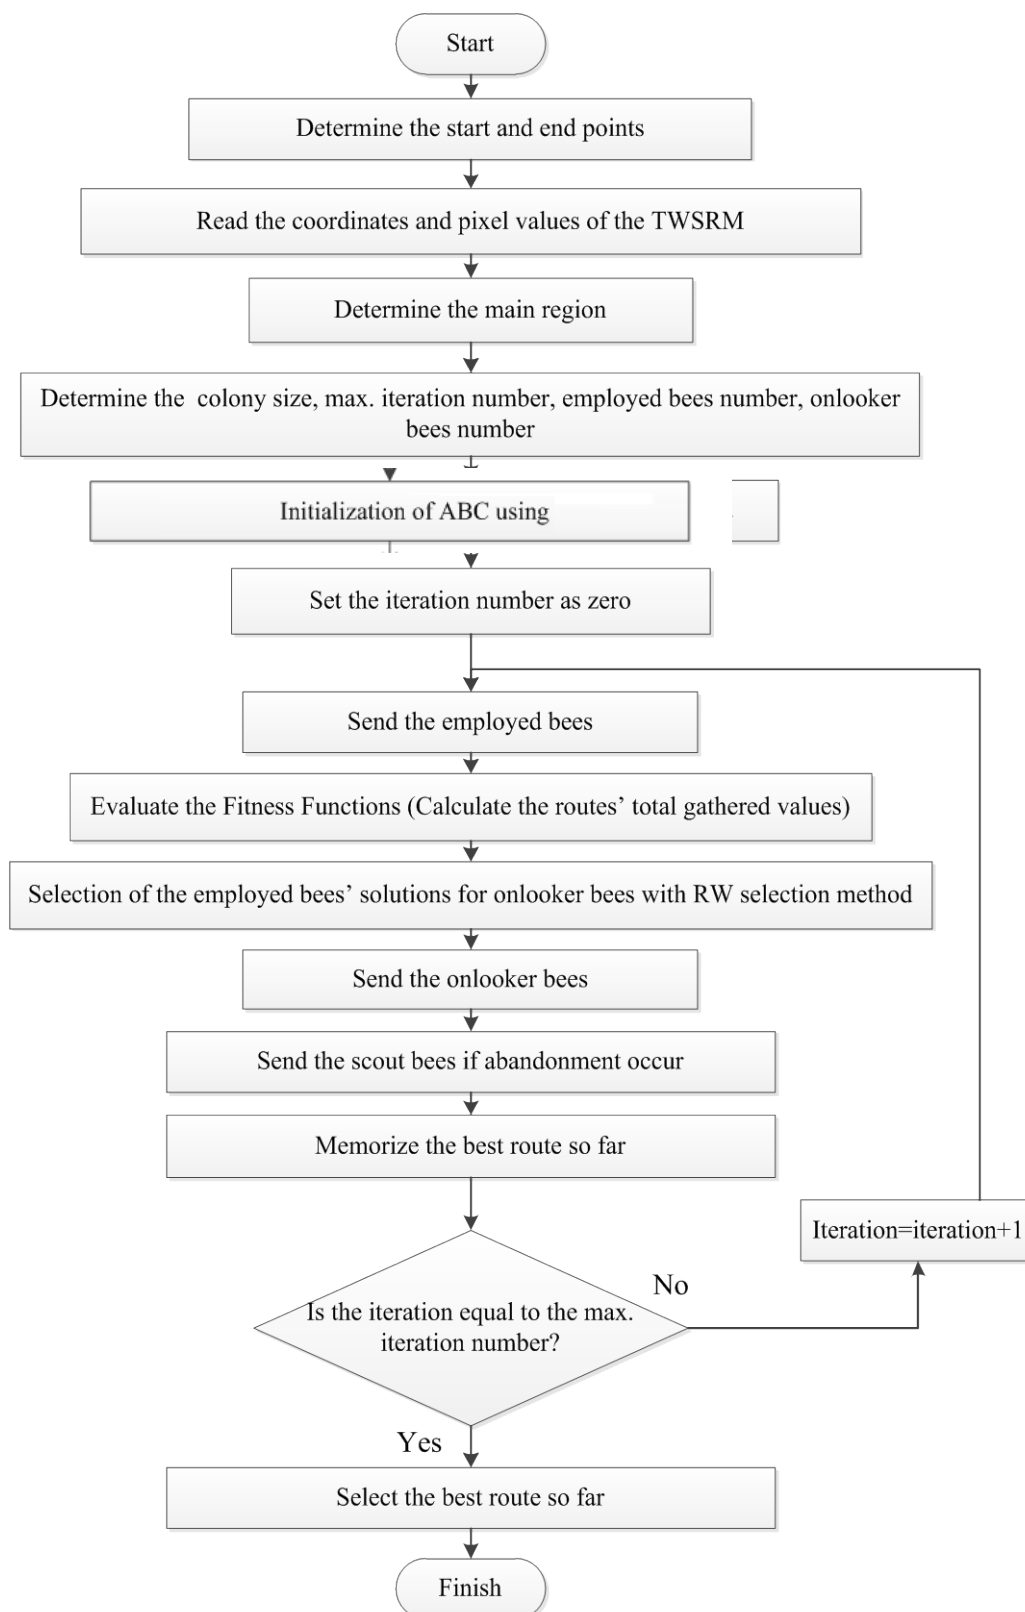 Start
Determine the start and end points
Read the coordinates and pixel values of the TWSRM
Determine the main region
Determine the colony size, max. iteration number, employed bees number, onlooker
bees number
Initialization of ABC using
Set the iteration number as zero
Send the employed bees
Evaluate the Fitness Functions (Calculate the routes’ total gathered values)
Selection of the employed bees’ solutions for onlooker bees with RW selection method
Send the onlooker bees
Send the scout bees if abandonment occur
Memorize the best route so far
Iteration=iteration+1
No
Is the iteration equal to the max.
iteration number?
Yes
Select the best route so far
Finish